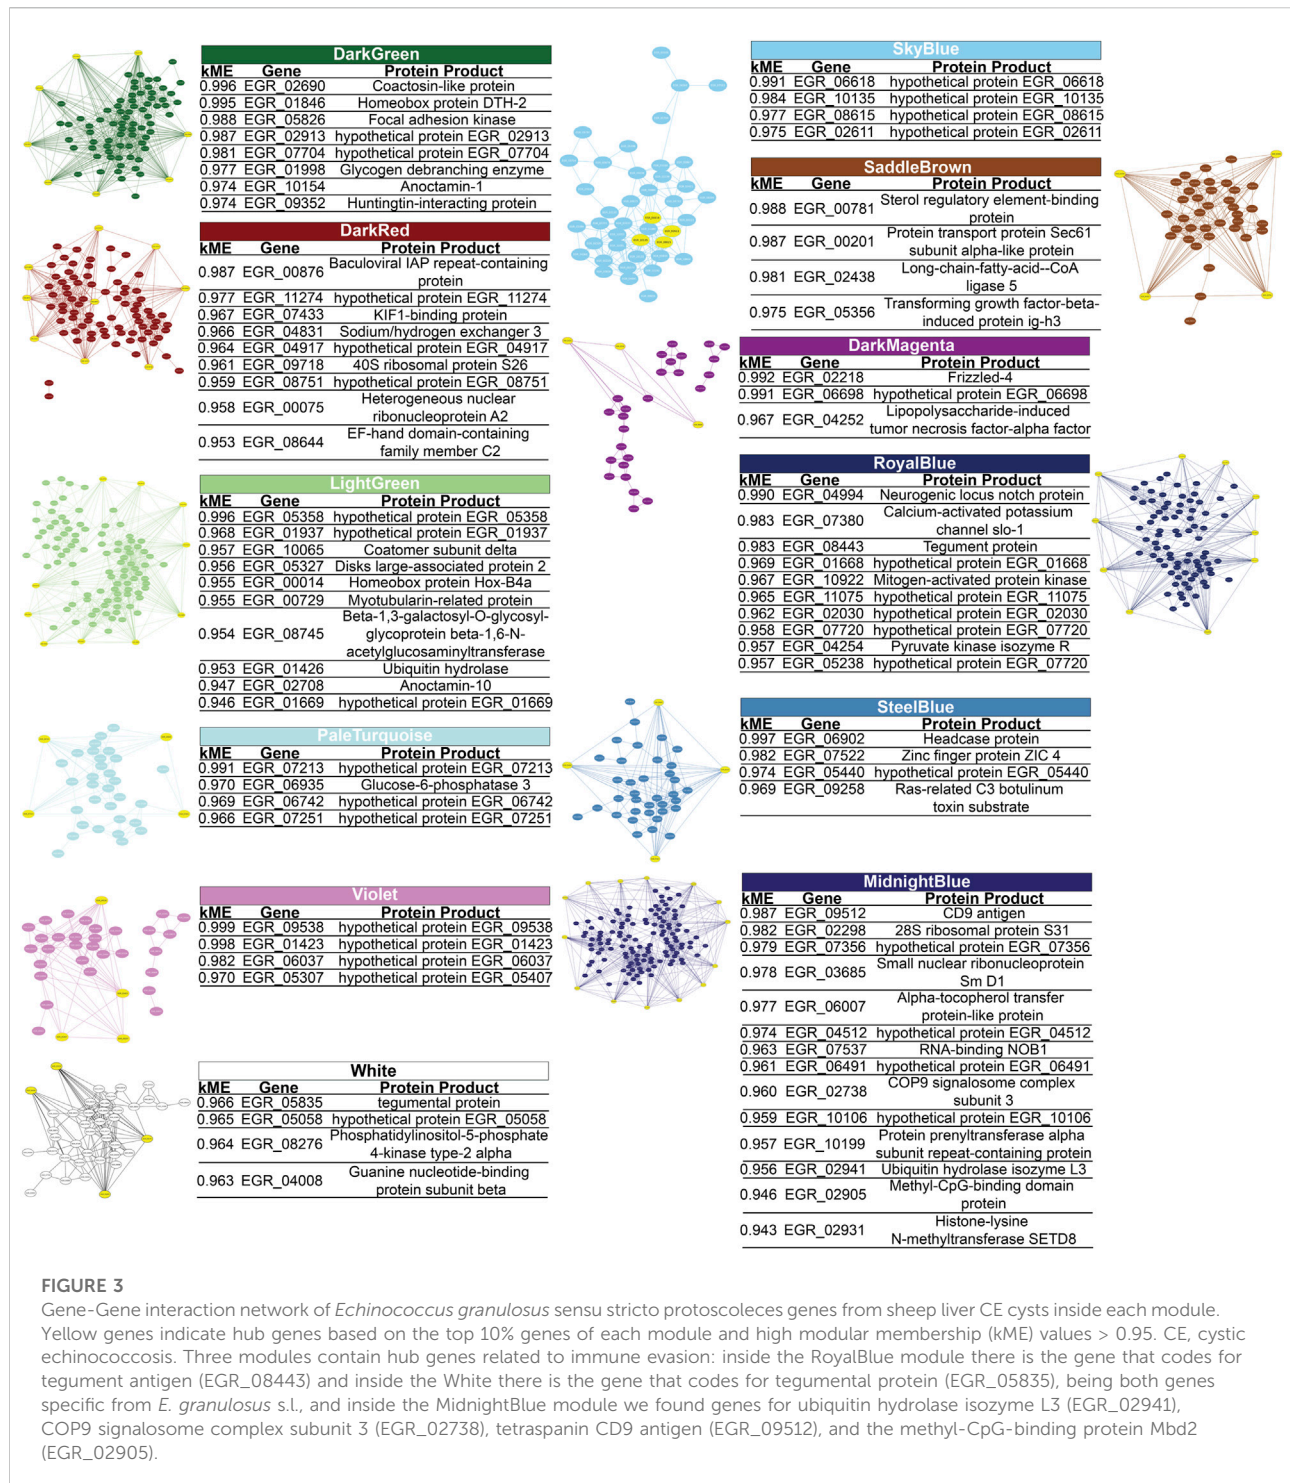 DarkGreen
kME Gene Protein Product
0.996 EGR_02690 Coactosin-like protein
0.995 EGR_01846 Homeobox protein DTH-2
0.988 EGR_05826 Focal adhesion kinase
0.987 EGR_02913 hypothetical protein EGR_02913
0.981 EGR_07704 hypothetical protein EGR_07704
0.977 EGR_01998 Glycogen debranching enzyme
0.974 EGR_10154 Anoctamin-1
0.974 EGR_09352 Huntingtin-interacting protein
DarkRed
kME Gene Protein Product
0.987 EGR_00876 Baculoviral IAP repeat-containing
protein
0.977 EGR_11274 hypothetical protein EGR_11274
0.967 EGR_07433 KIF1-binding protein
0.966 EGR_04831 Sodium/hydrogen exchanger 3
0.964 EGR_04917 hypothetical protein EGR_04917
0.961 EGR_09718 40S ribosomal protein S26
0.959 EGR_08751 hypothetical protein EGR_08751
0.958 EGR_00075 Heterogeneous nuclear
ribonucleoprotein A2
0.953 EGR_08644 EF-hand domain-containing
family member C2
LightGreen
kME Gene Protein Product
0.996 EGR_05358 hypothetical protein EGR_05358
0.968 EGR_01937 hypothetical protein EGR_01937
0.957 EGR_10065 Coatomer subunit delta
0.956 EGR_05327 Disks large-associated protein 2
0.955 EGR_00014 Homeobox protein Hox-B4a
0.955 EGR_00729 Myotubularin-related protein
0.954 EGR_08745 Beta-1,3-galactosyl-O-glycosyl-
glycoprotein beta-1,6-N-
acetylglucosaminyltransferase
0.953 EGR_01426 Ubiquitin hydrolase
0.947 EGR_02708 Anoctamin-10
0.946 EGR_01669 hypothetical protein EGR_01669
PaleTurquoise
kME Gene Protein Product
0.991 EGR_07213 hypothetical protein EGR_07213
0.970 EGR_06935 Glucose-6-phosphatase 3
0.969 EGR_06742 hypothetical protein EGR_06742
0.966 EGR_07251 hypothetical protein EGR_07251
Violet
kME Gene Protein Product
0.999 EGR_09538 hypothetical protein EGR_09538
0.998 EGR_01423 hypothetical protein EGR_01423
0.982 EGR_06037 hypothetical protein EGR_06037
0.970 EGR_05307 hypothetical protein EGR_05407
White
kME Gene Protein Product
0.966 EGR_05835 tegumental protein
0.965 EGR_05058 hypothetical protein EGR_05058
0.964 EGR_08276 Phosphatidylinositol-5-phosphate
4-kinase type-2 alpha
0.963 EGR_04008 Guanine nucleotide-binding
protein subunit beta
SkyBlue
kME Gene Protein Product
0.991 EGR_06618 hypothetical protein EGR_06618
0.984 EGR_10135 hypothetical protein EGR_10135
0.977 EGR_08615 hypothetical protein EGR_08615
0.975 EGR_02611 hypothetical protein EGR_02611
SaddleBrown
kME Gene Protein Product
0.988 EGR_00781 Sterol regulatory element-binding
protein
0.987 EGR_00201 Protein transport protein Sec61
subunit alpha-like protein
0.981 EGR_02438 Long-chain-fatty-acid--CoA
ligase 5
0.975 EGR_05356 Transforming growth factor-beta-
induced protein ig-h3
DarkMagenta
kME Gene Protein Product
0.992 EGR_02218 Frizzled-4
0.991 EGR_06698 hypothetical protein EGR_06698
0.967 EGR_04252 Lipopolysaccharide-induced
tumor necrosis factor-alpha factor
RoyalBlue
kME Gene Protein Product
0.990 EGR_04994 Neurogenic locus notch protein
0.983 EGR_07380 Calcium-activated potassium
channel slo-1
0.983 EGR_08443 Tegument protein
0.969 EGR_01668 hypothetical protein EGR_01668
0.967 EGR_10922 Mitogen-activated protein kinase
0.965 EGR_11075 hypothetical protein EGR_11075
0.962 EGR_02030 hypothetical protein EGR_02030
0.958 EGR_07720 hypothetical protein EGR_07720
0.957 EGR_04254 Pyruvate kinase isozyme R
0.957 EGR_05238 hypothetical protein EGR_07720
SteelBlue
kME Gene Protein Product
0.997 EGR_06902 Headcase protein
0.982 EGR_07522 Zinc finger protein ZIC 4
0.974 EGR_05440 hypothetical protein EGR_05440
0.969 EGR_09258 Ras-related C3 botulinum
toxin substrate
MidnightBlue
kME Gene Protein Product
0.987 EGR_09512 CD9 antigen
0.982 EGR_02298 28S ribosomal protein S31
0.979 EGR_07356 hypothetical protein EGR_07356
0.978 EGR_03685 Small nuclear ribonucleoprotein
Sm D1
0.977 EGR_06007 Alpha-tocopherol transfer
protein-like protein
0.974 EGR_04512 hypothetical protein EGR_04512
0.963 EGR_07537 RNA-binding NOB1
0.961 EGR_06491 hypothetical protein EGR_06491
0.960 EGR_02738 COP9 signalosome complex
subunit 3
0.959 EGR_10106 hypothetical protein EGR_10106
0.957 EGR_10199 Protein prenyltransferase alpha
subunit repeat-containing protein
0.956 EGR_02941 Ubiquitin hydrolase isozyme L3
0.946 EGR_02905 Methyl-CpG-binding domain
protein
0.943 EGR_02931 Histone-lysine
N-methyltransferase SETD8
FIGURE 3
Gene-Gene interaction network of Echinococcus granulosus sensu stricto protoscoleces genes from sheep liver CE cysts inside each module.
Yellow genes indicate hub genes based on the top 10% genes of each module and high modular membership (kME) values > 0.95. CE, cystic
echinococcosis. Three modules contain hub genes related to immune evasion: inside the RoyalBlue module there is the gene that codes for
tegument antigen (EGR_08443) and inside the White there is the gene that codes for tegumental protein (EGR_05835), being both genes
specific from E. granulosus s.l., and inside the MidnightBlue module we found genes for ubiquitin hydrolase isozyme L3 (EGR_02941),
COP9 signalosome complex subunit 3 (EGR_02738), tetraspanin CD9 antigen (EGR_09512), and the methyl-CpG-binding protein Mbd2
(EGR_02905).